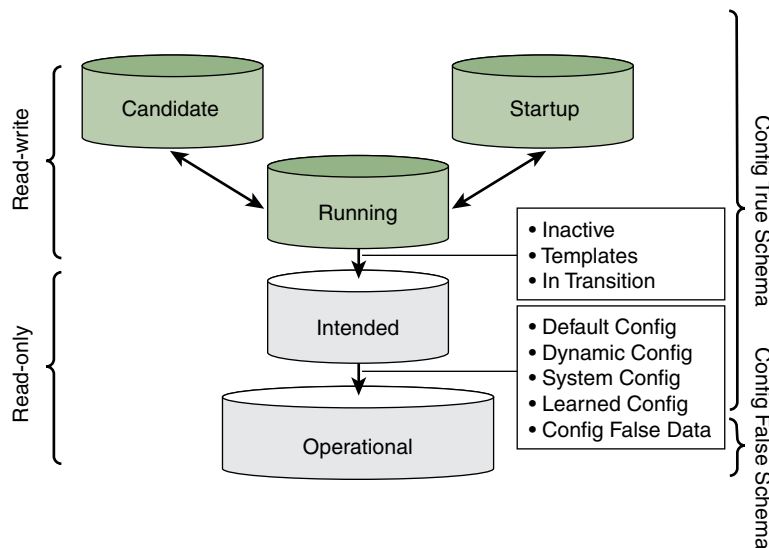 Candidate
Startup
Running
Intended
Operational
Read-write
Read-only
• Inactive
• Templates
• In Transition
• Default Config
• Dynamic Config
• System Config
• Learned Config
• Config False Data
Config True Schema
Config False Schema